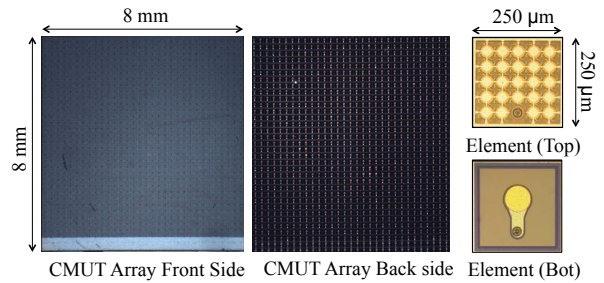 8 mm
250 μm
8 mm
250 μm
Element (Top)
CMUT Array Front Side
CMUT Array Back side
Element (Bot)